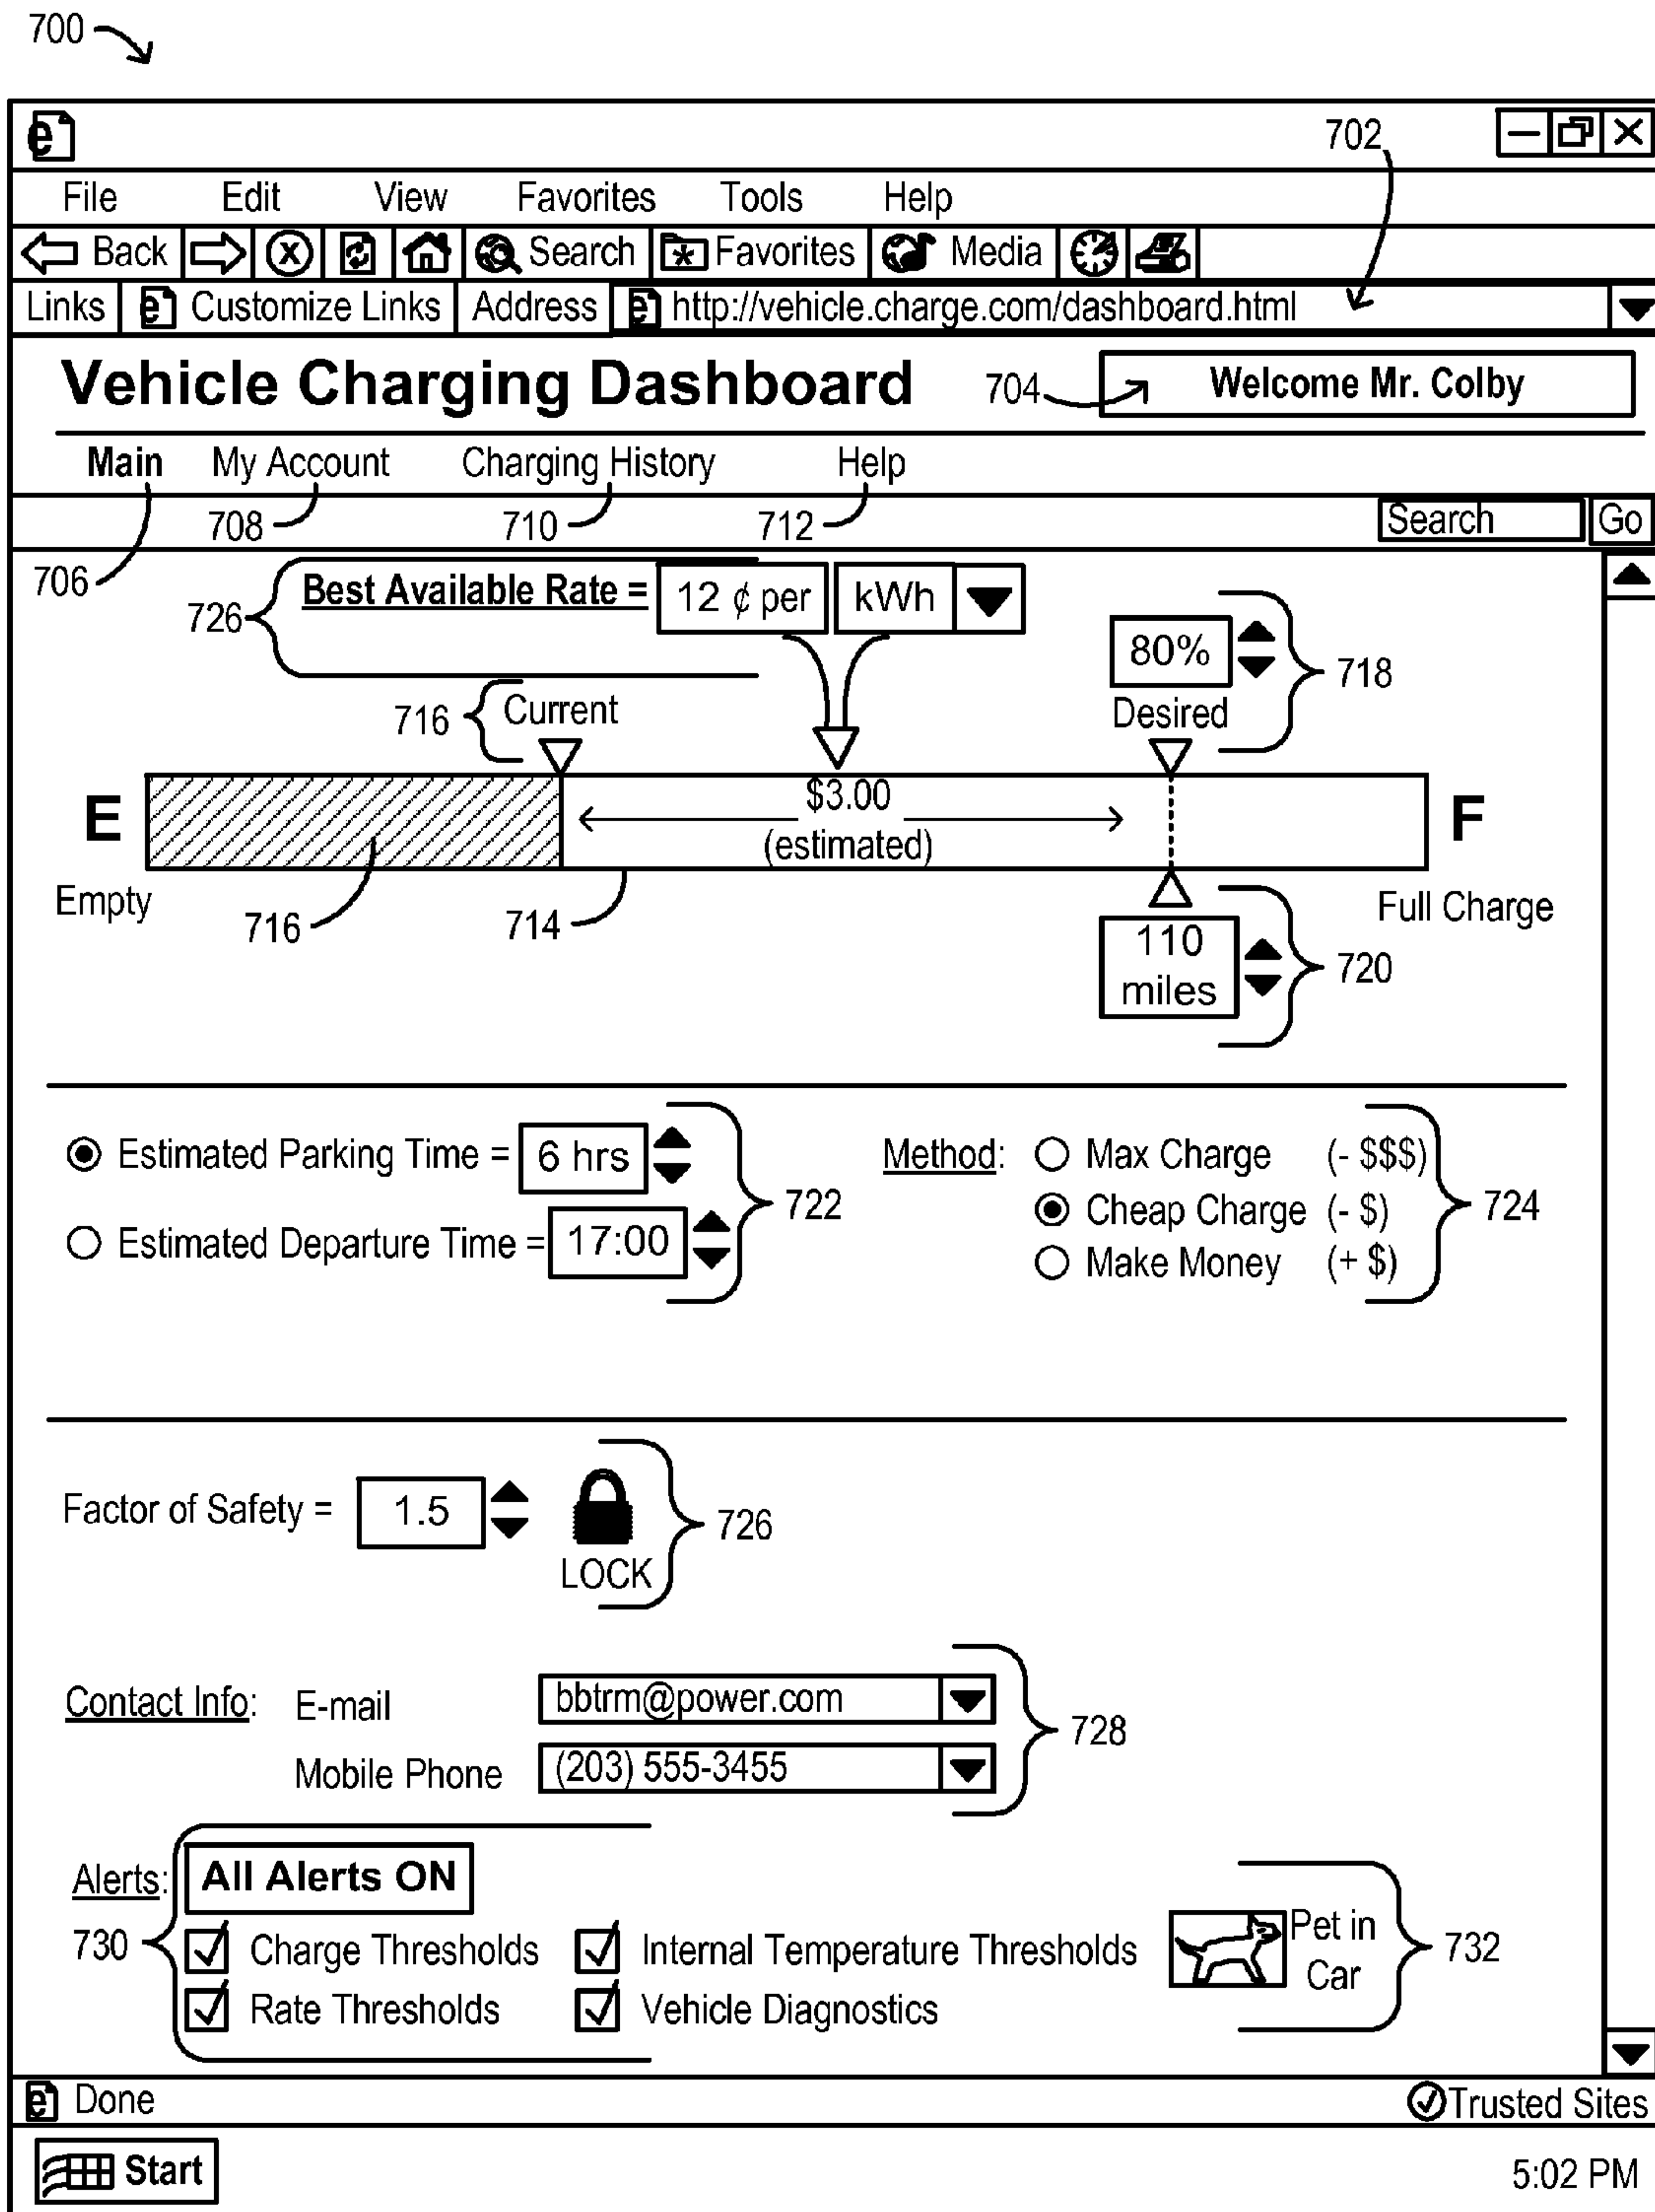 700
702
File Edit View Favorites Tools Help
Back Search Favorites Media
Links Customize Links Address http://vehicle.charge.com/dashboard.html
Vehicle Charging Dashboard 704 Welcome Mr. Colby
Main My Account Charging History Help
708 710 712 Search Go
706
726 Best Available Rate = 12 ¢ per kWh
80% 718
716 Current Desired
E $3.00 F
(estimated)
Empty 716 714 Full Charge
110
miles 720
Estimated Parking Time = 6 hrs Method: Max Charge (- $$$)
722 Cheap Charge (- $) 724
Estimated Departure Time = 17:00 Make Money (+ $)
Factor of Safety = 1.5 726
LOCK
Contact Info: E-mail bbtrm@power.com
728
Mobile Phone (203) 555-3455
Alerts: All Alerts ON
730 Charge Thresholds Internal Temperature Thresholds Pet in 732
Car
Rate Thresholds Vehicle Diagnostics
Done Trusted Sites
Start 5:02 PM